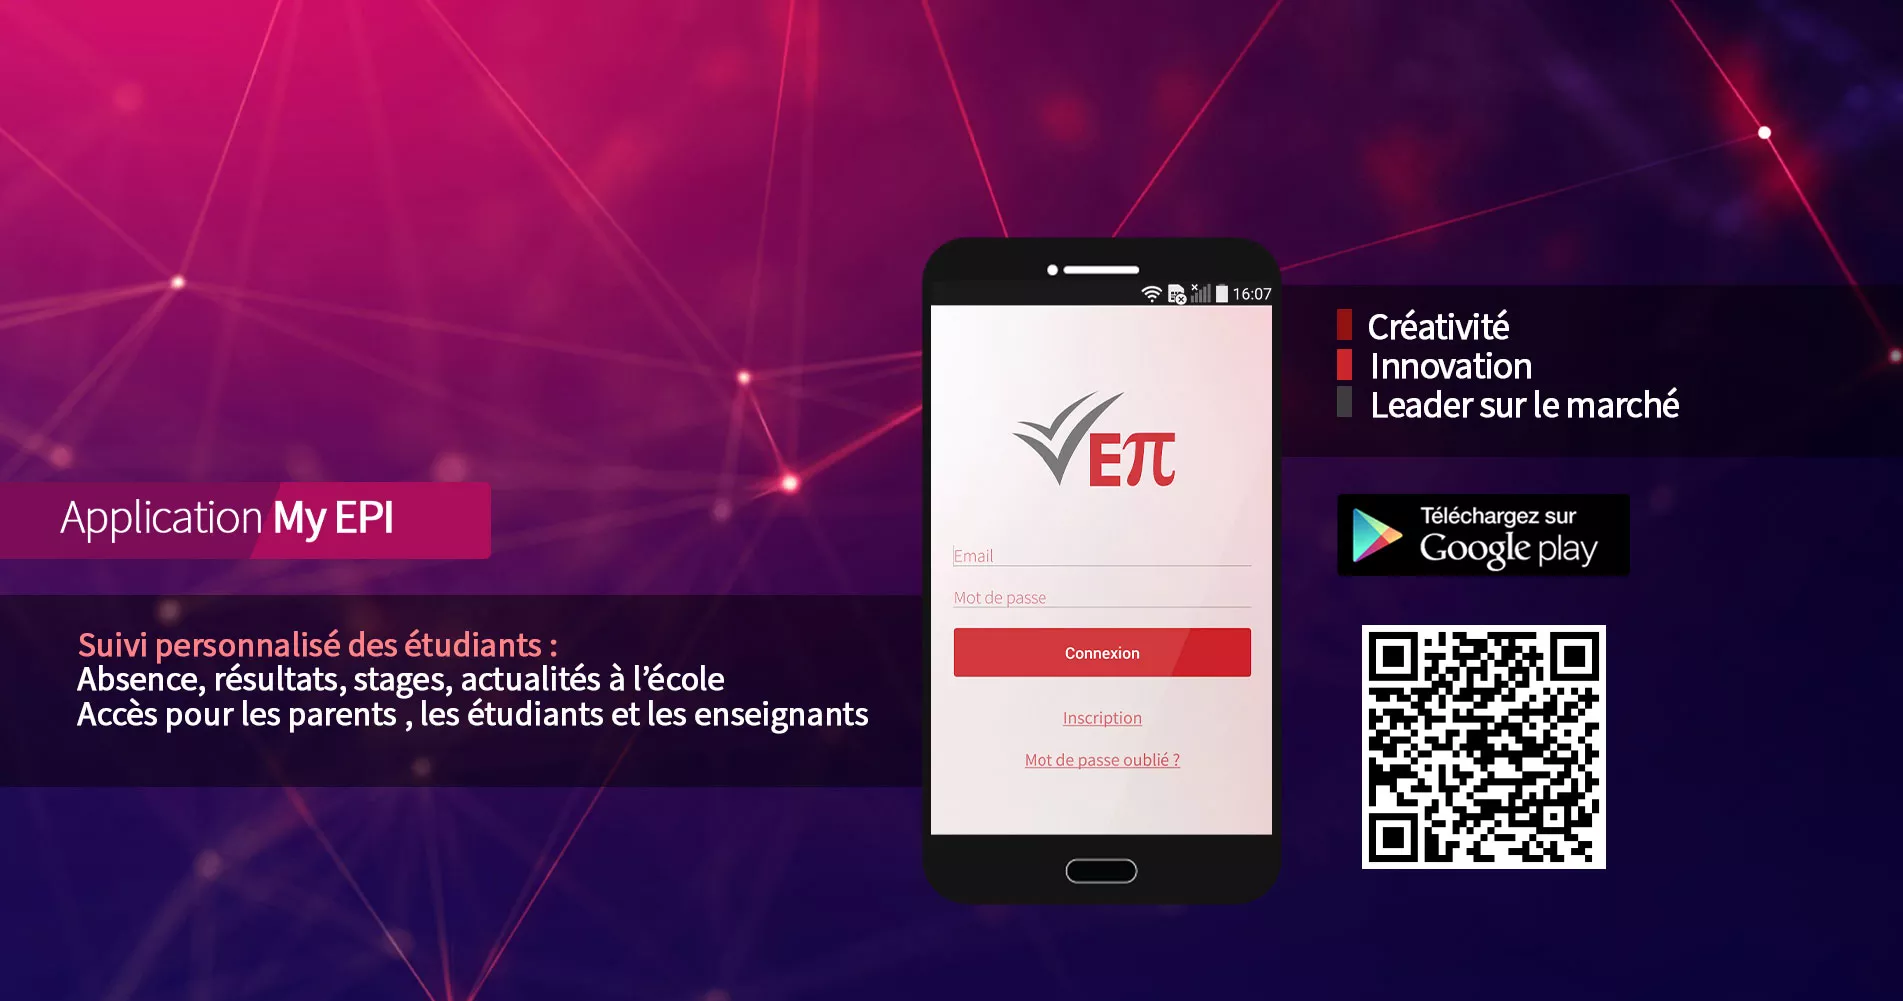 Application My EPI
Suivi personnalisé des étudiants :
Absence, résultats, stages, actualités à l’école
Accès pour les parents , les étudiants et les enseignants
16:07
Eπ
Email
Mot de passe
Connexion
Inscription
Mot de passe oublié ?
Créativité
Innovation
Leader sur le marché
Téléchargez sur
Google play